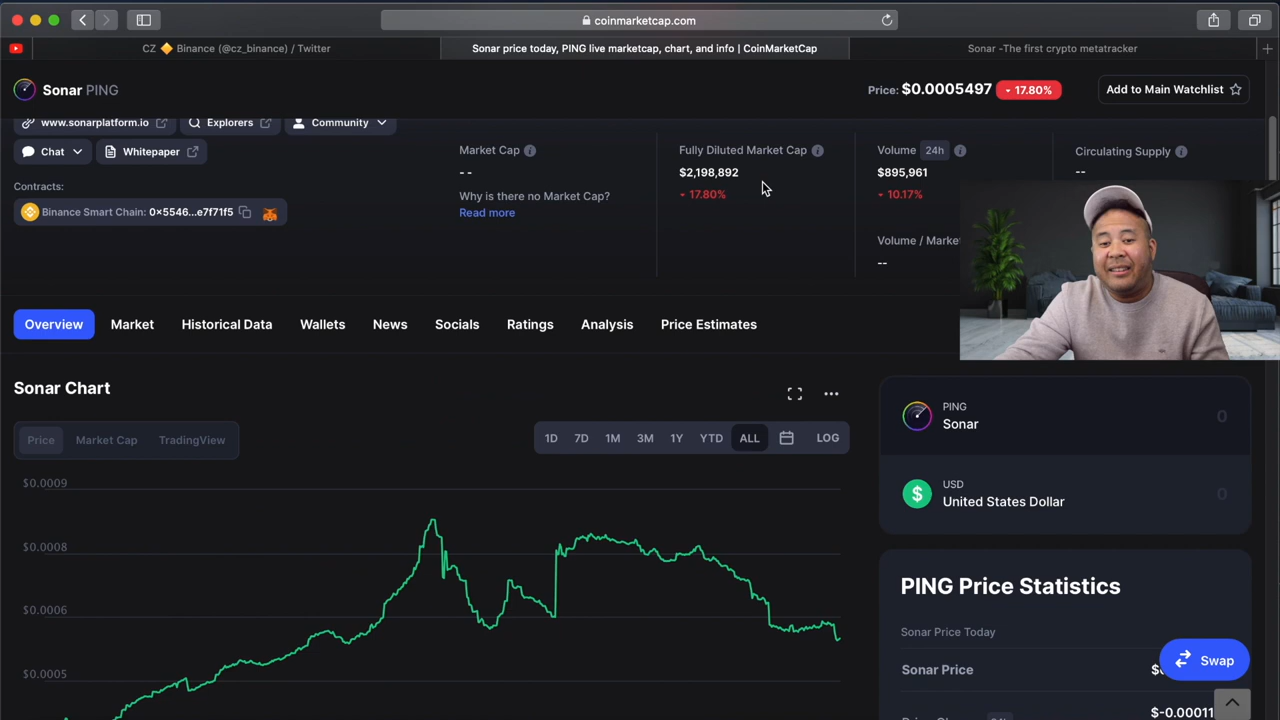 coinmarketcap.com
CZ 🔶 Binance (@cz_binance) / Twitter
Sonar price today, PING live marketcap, chart, and info | CoinMarketCap
Sonar -The first crypto metatracker
Sonar PING
Price: $0.0005497 17.80%
Add to Main Watchlist
www.sonarplatform.io
Explorers
Community
Chat
Whitepaper
Contracts:
Binance Smart Chain: 0x5546...e7f71f5
Market Cap
- -
Why is there no Market Cap?
Read more
Fully Diluted Market Cap
$2,198,892
17.80%
Volume 24h
$895,961
10.17%
Volume / Market
--
Circulating Supply
--
Overview
Market
Historical Data
Wallets
News
Socials
Ratings
Analysis
Price Estimates
Sonar Chart
Price
Market Cap
TradingView
1D
7D
1M
3M
1Y
YTD
ALL
LOG
$0.0009
$0.0008
$0.0006
$0.0005
PING
Sonar
0
USD
United States Dollar
0
PING Price Statistics
Sonar Price Today
Sonar Price
Swap
$-0.00011